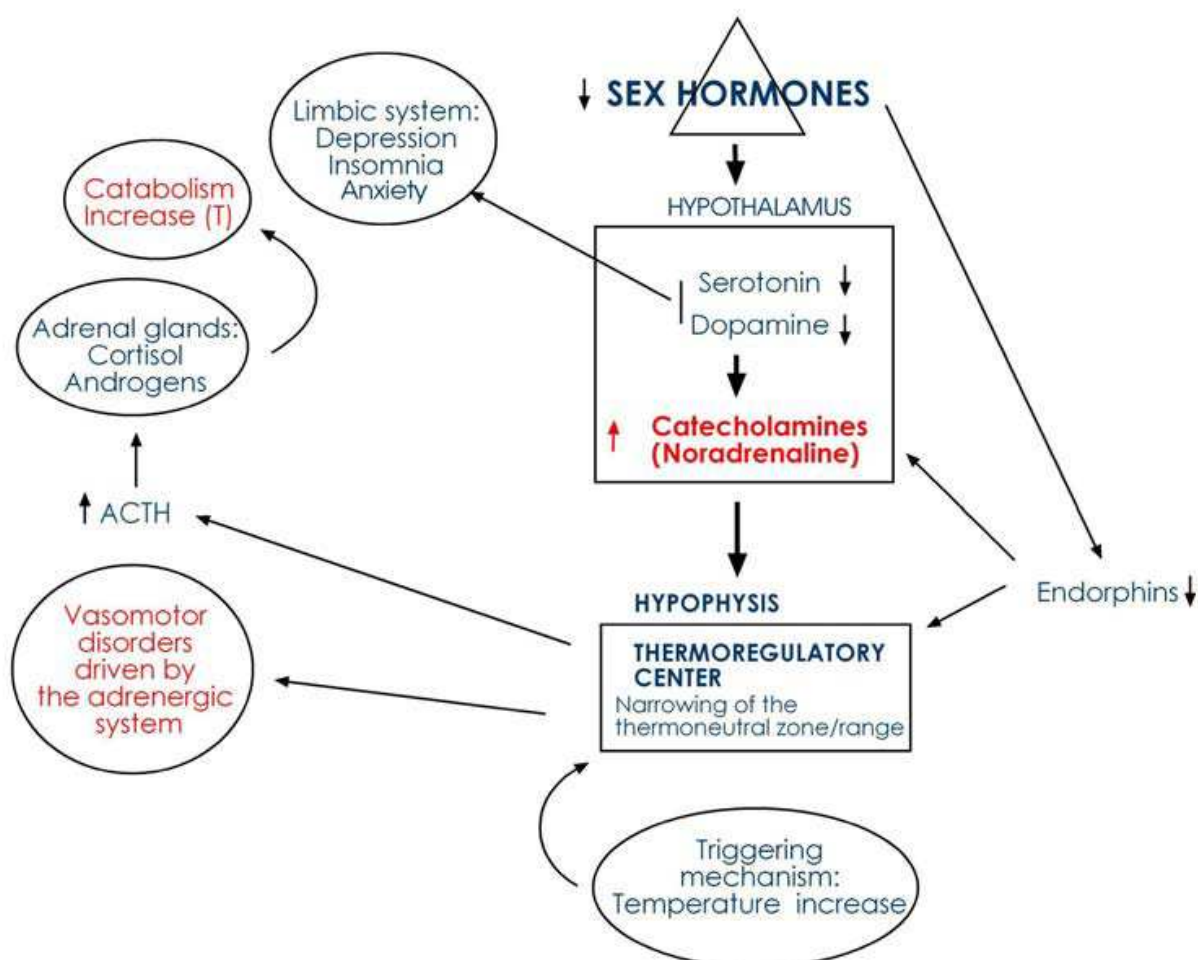 ↓ SEX HORMONES
Limbic system:
Depression
Insomnia
Anxiety
Catabolism
Increase (T)
HYPOTHALAMUS
Serotonin ↓
Dopamine ↓
Adrenal glands:
Cortisol
Androgens
↑ Catecholamines
(Noradrenaline)
↑ ACTH
Endorphins ↓
HYPOPHYSIS
THERMOREGULATORY
CENTER
Narrowing of the
thermoneutral zone/range
Vasomotor
disorders
driven by
the adrenergic
system
Triggering
mechanism:
Temperature increase